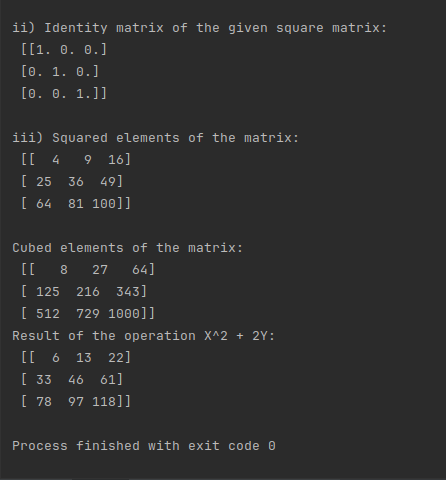 ii) Identity matrix of the given square matrix:
[[1. 0. 0.]
[0. 1. 0.]
[0. 0. 1.]]
iii) Squared elements of the matrix:
[[  4   9  16]
[ 25  36  49]
[ 64  81 100]]
Cubed elements of the matrix:
[[   8   27   64]
[ 125  216  343]
[ 512  729 1000]]
Result of the operation X^2 + 2Y:
[[  6  13  22]
[ 33  46  61]
[ 78  97 118]]
Process finished with exit code 0